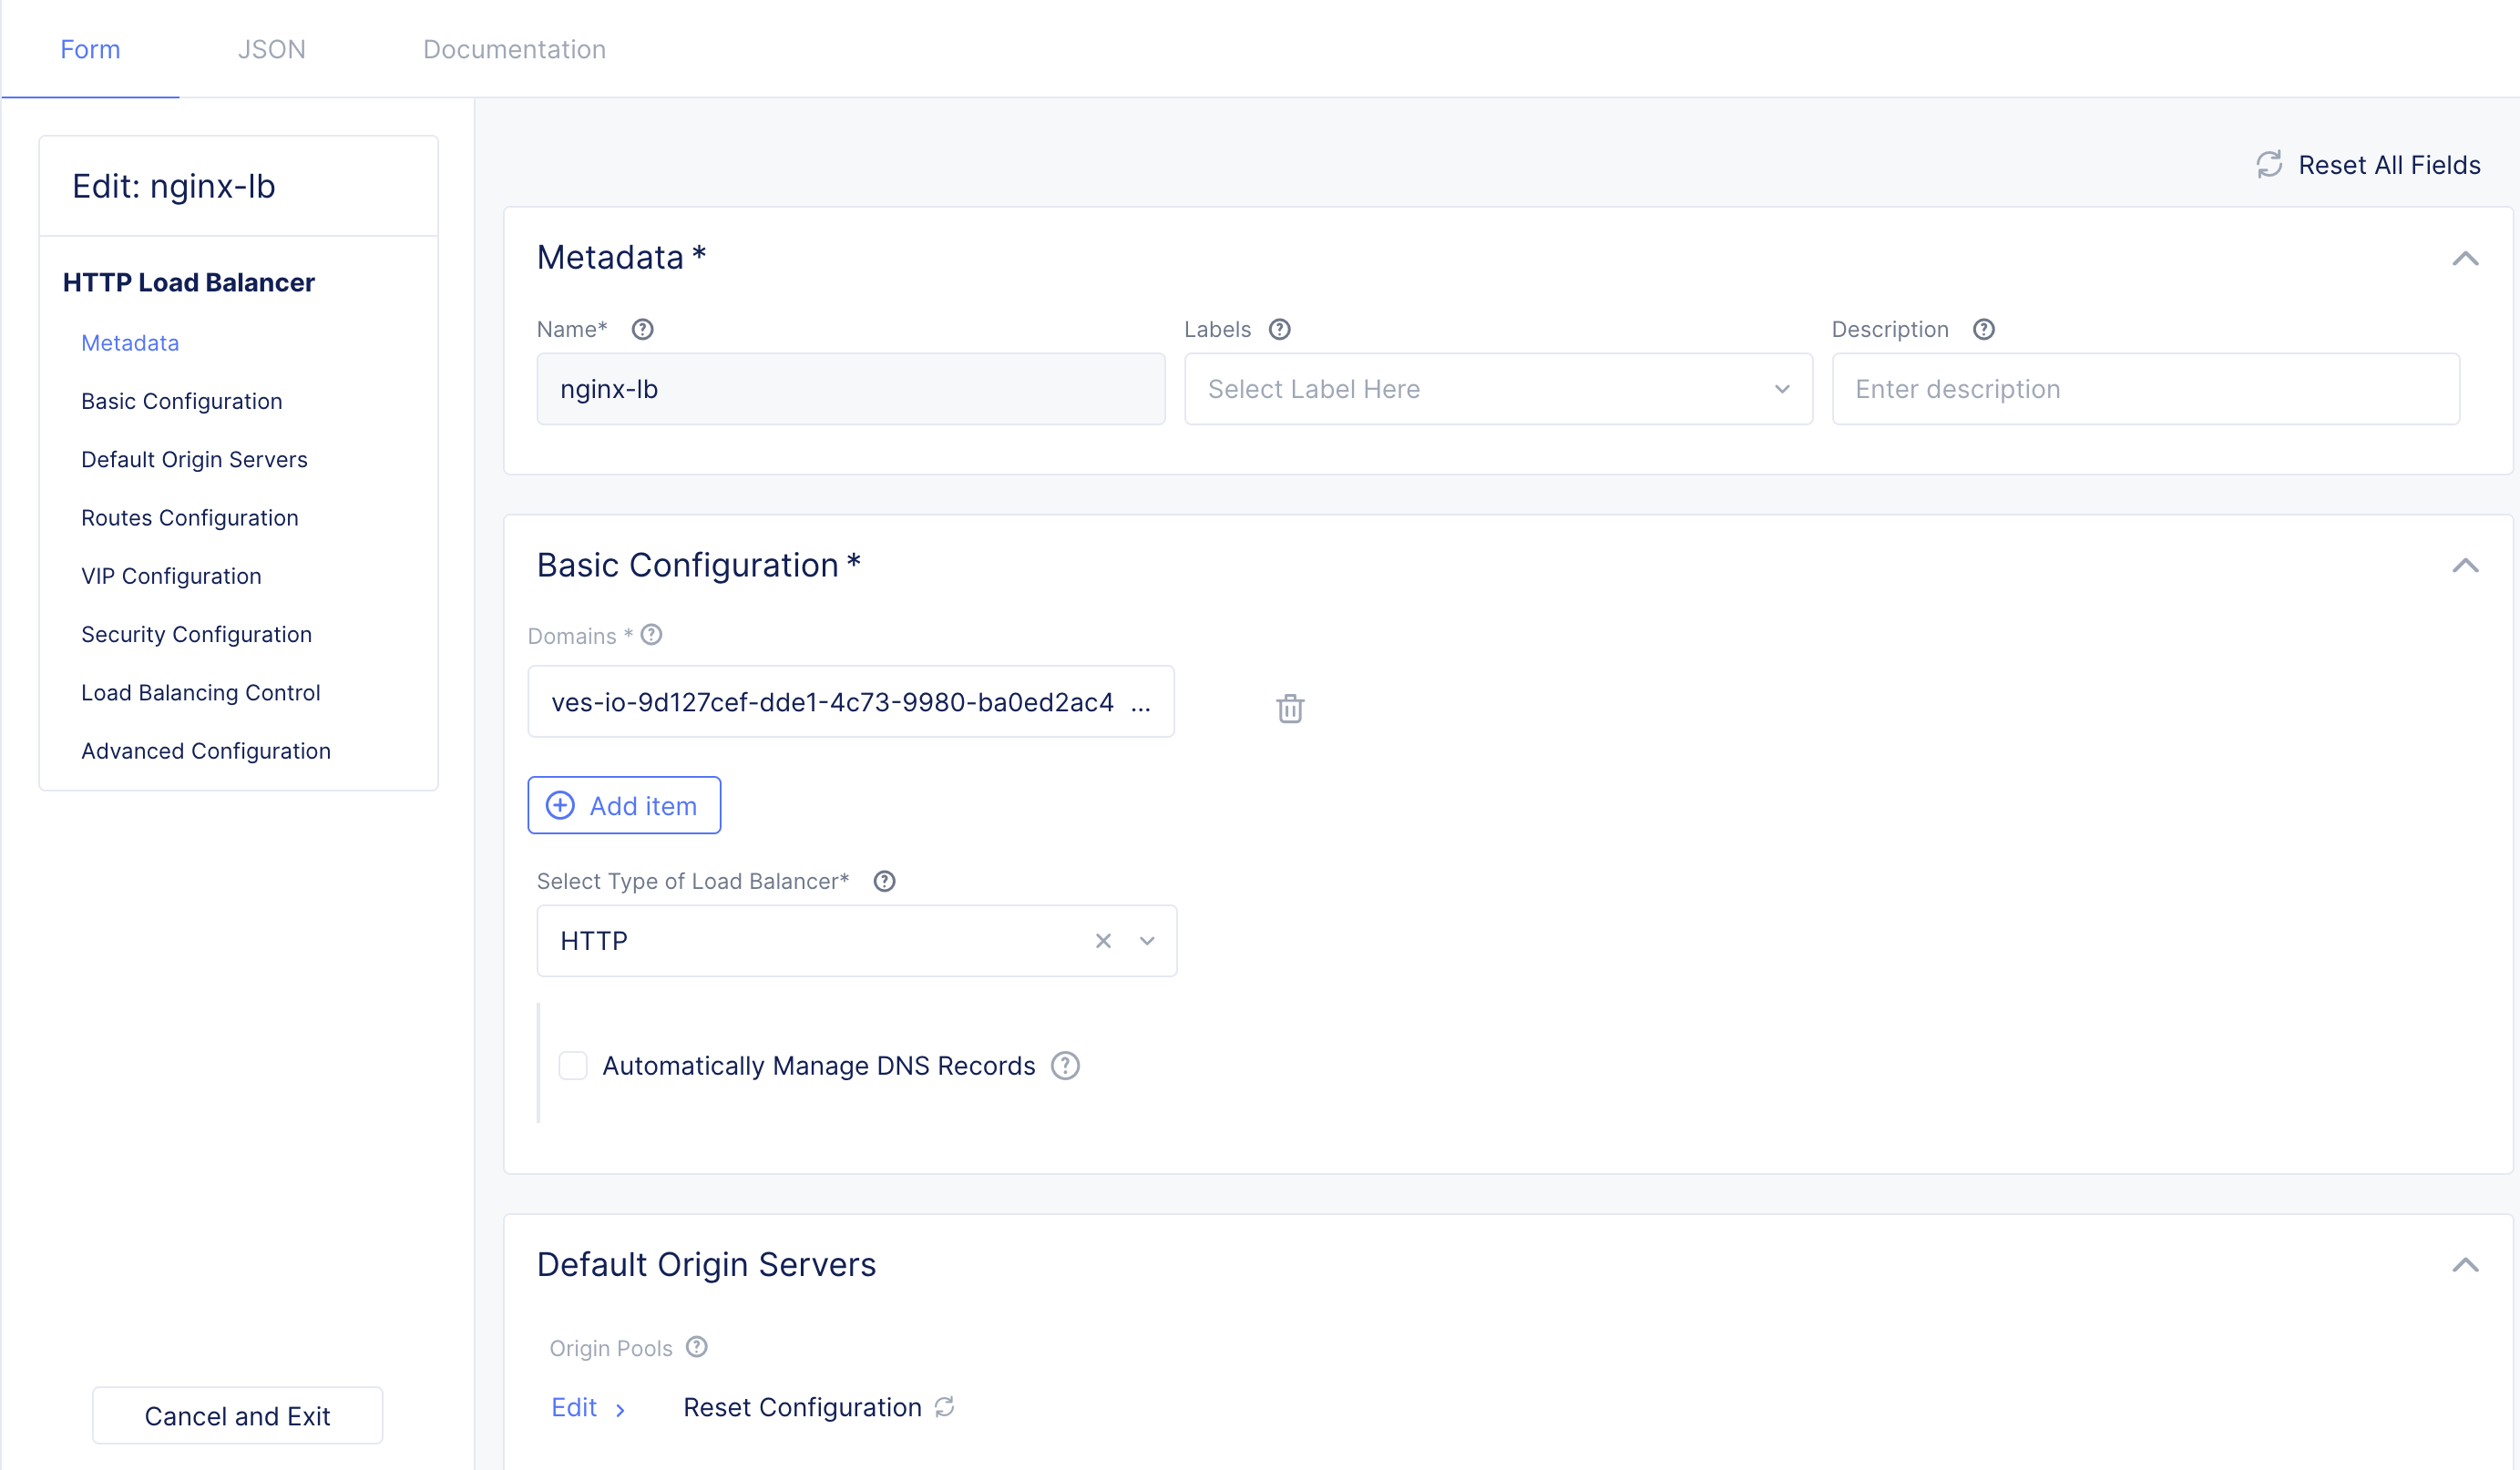 Form
JSON
Documentation
Edit: nginx-lb
HTTP Load Balancer
Metadata
Basic Configuration
Default Origin Servers
Routes Configuration
VIP Configuration
Security Configuration
Load Balancing Control
Advanced Configuration
Cancel and Exit
Reset All Fields
Metadata *
Name*
nginx-lb
Labels
Select Label Here
Description
Enter description
Basic Configuration *
Domains *
ves-io-9d127cef-dde1-4c73-9980-ba0ed2ac4 ...
Add item
Select Type of Load Balancer*
HTTP
Automatically Manage DNS Records
Default Origin Servers
Origin Pools
Edit
Reset Configuration